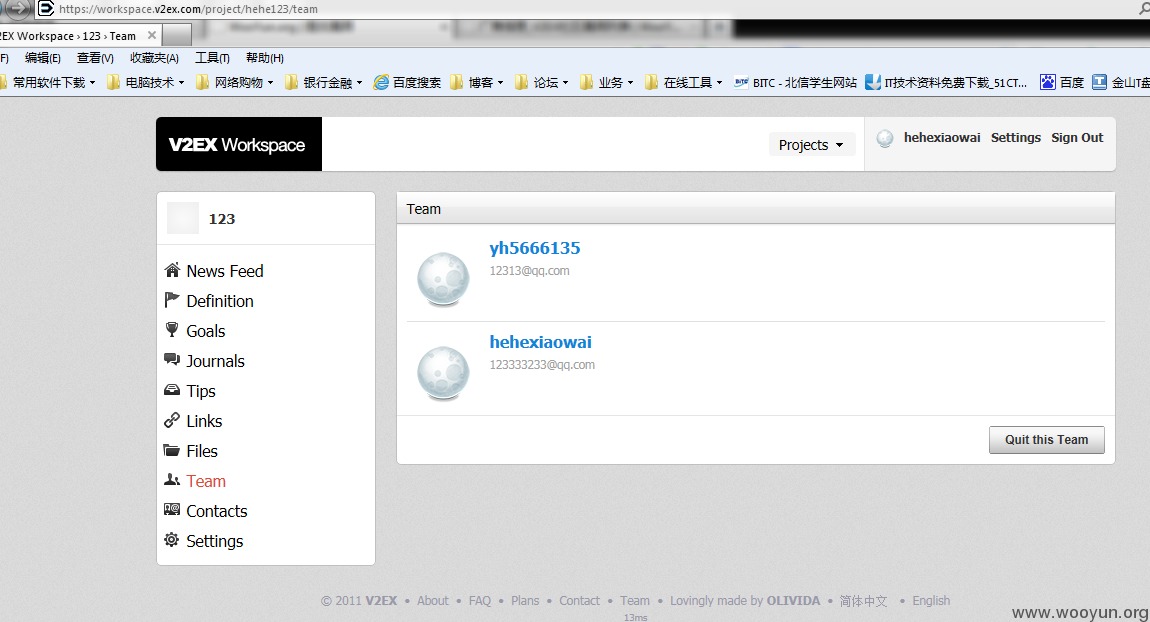 https://workspace.v2ex.com/project/hehe123/team
2EX Workspace › 123 › Team
F) 编辑(E) 查看(V) 收藏夹(A) 工具(T) 帮助(H)
常用软件下载 电脑技术 网络购物 银行金融 百度搜索 博客 论坛 业务 在线工具 BITC - 北信学生网站 IT技术资料免费下载_51CT... 百度 金山T盘
V2EX Workspace
Projects
hehexiaowai Settings Sign Out
123
News Feed
Definition
Goals
Journals
Tips
Links
Files
Team
Contacts
Settings
Team
yh5666135
12313@qq.com
hehexiaowai
123333233@qq.com
Quit this Team
© 2011 V2EX • About • FAQ • Plans • Contact • Team • Lovingly made by OLIVIDA • 简体中文 • English
13ms
www.wooyun.org